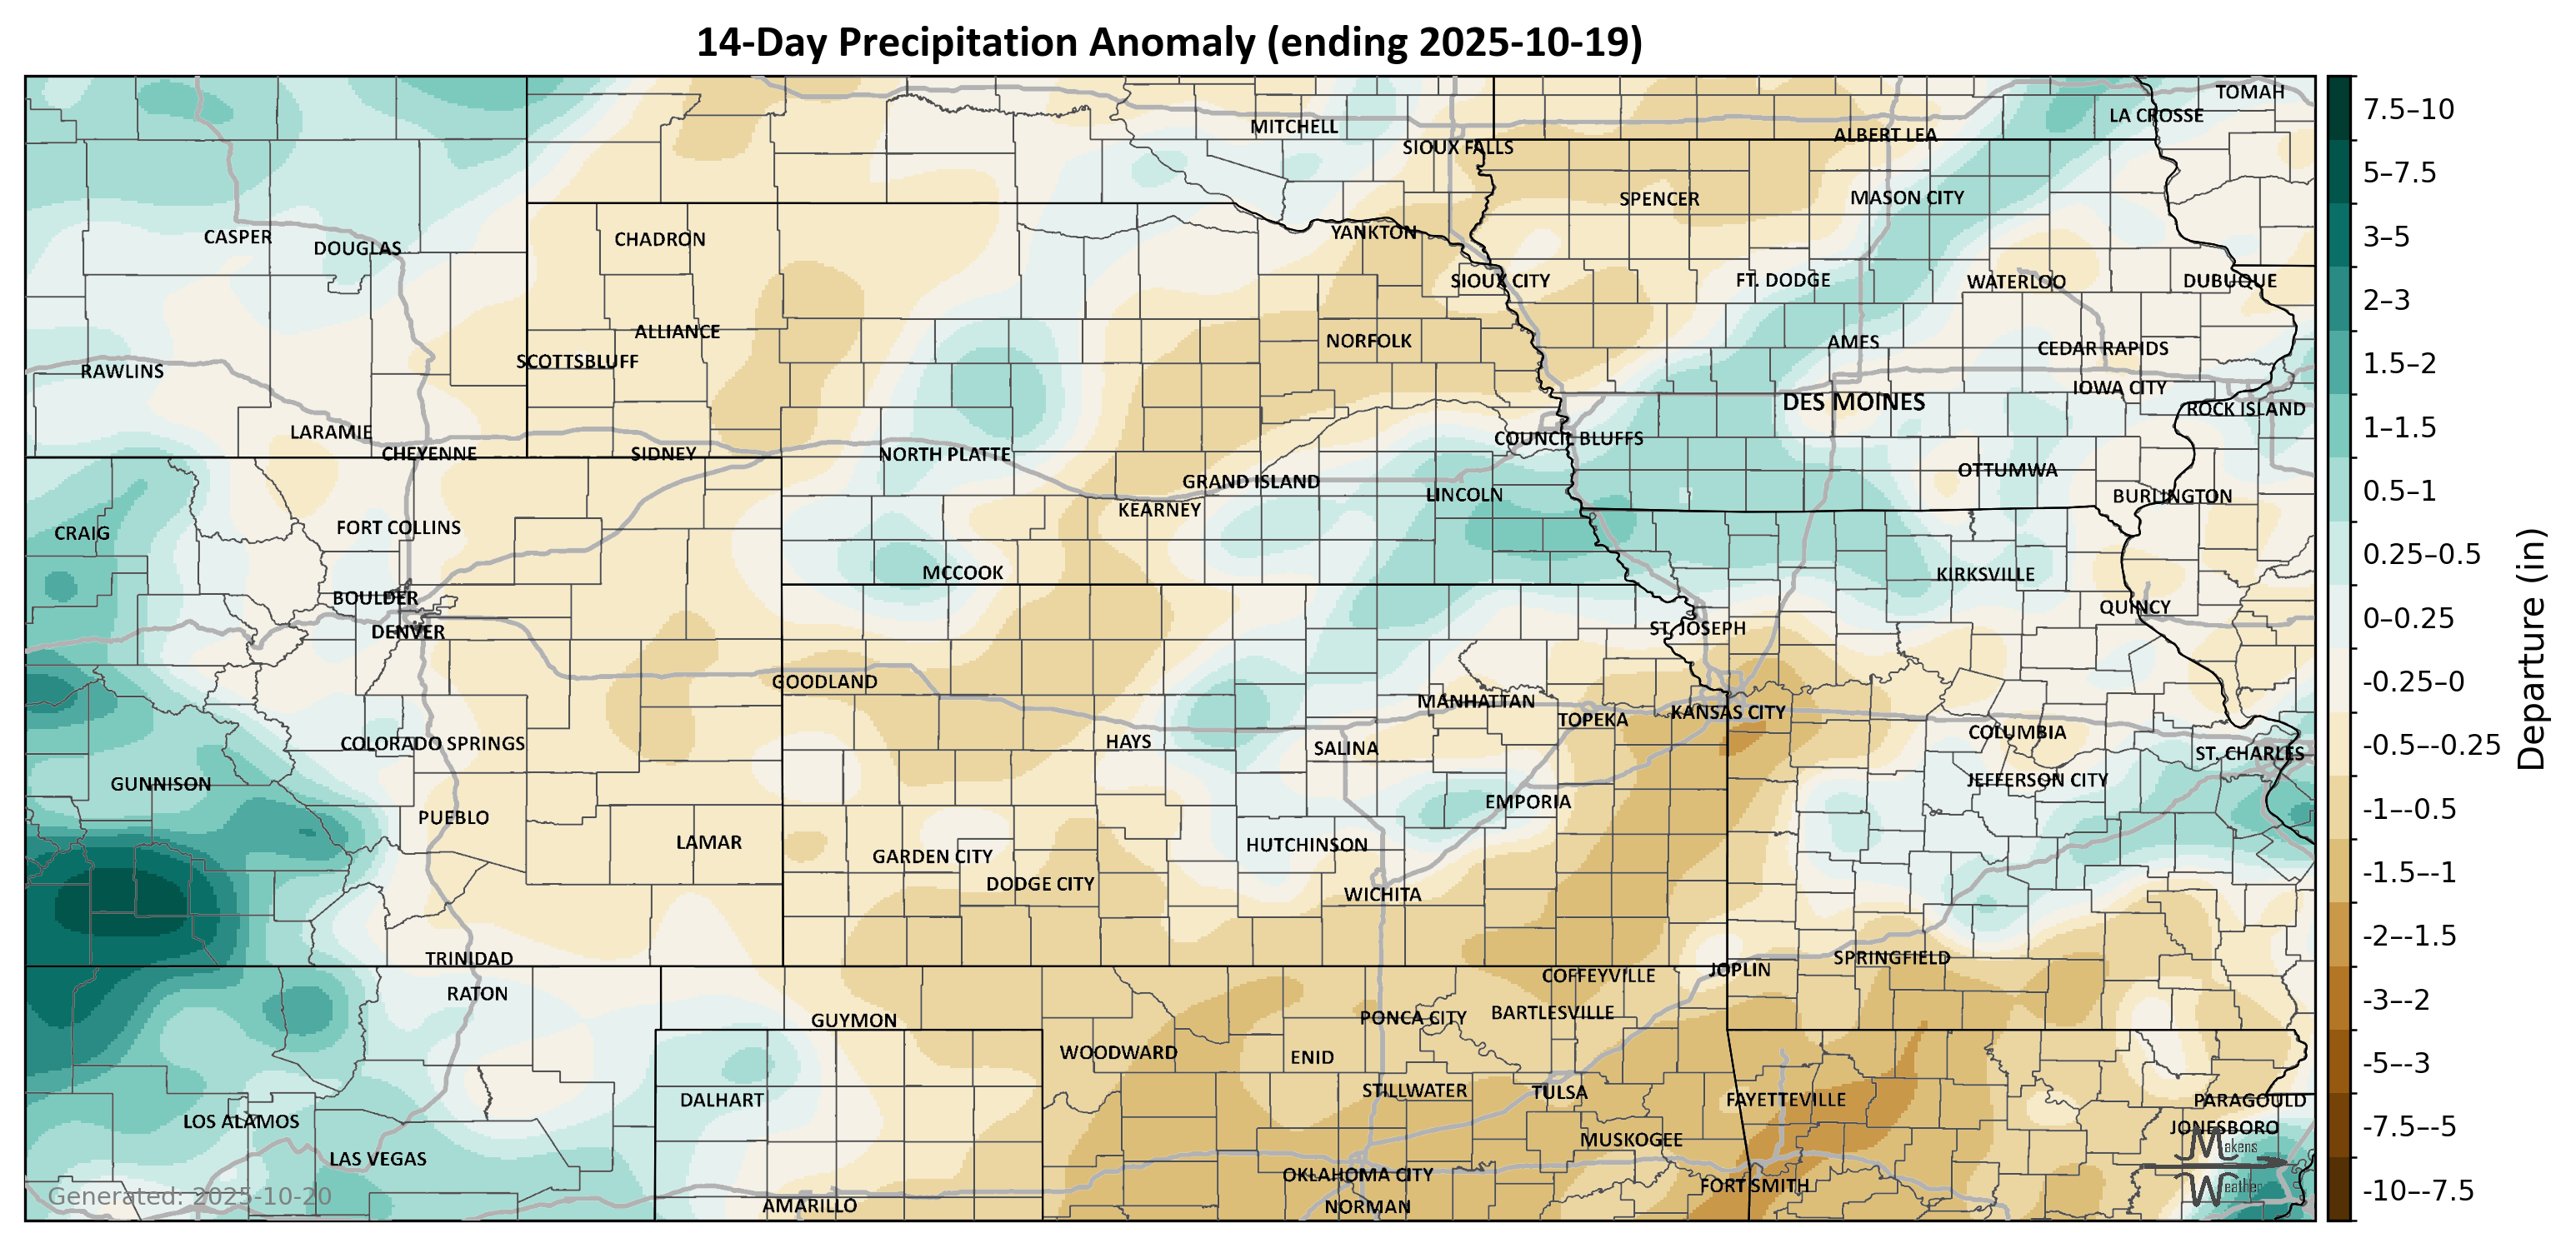 14-Day Precipitation Anomaly (ending 2025-10-19)
TOMAH
LA CROSSE
MITCHELL
ALBERT LEA
SIOUX FALLS
SPENCER
MASON CITY
CASPER
DOUGLAS
CHADRON
YANKTON
SIOUX CITY
FT. DODGE
WATERLOO
DUBUQUE
ALLIANCE
NORFOLK
AMES
CEDAR RAPIDS
SCOTTSBLUFF
RAWLINS
IOWA CITY
DES MOINES
ROCK ISLAND
LARAMIE
CHEYENNE
SIDNEY
NORTH PLATTE
COUNCIL BLUFFS
OTTUMWA
GRAND ISLAND
LINCOLN
BURLINGTON
KEARNEY
CRAIG
FORT COLLINS
MCCOOK
KIRKSVILLE
BOULDER
QUINCY
DENVER
ST. JOSEPH
GOODLAND
MANHATTAN
TOPEKA
KANSAS CITY
COLORADO SPRINGS
HAYS
SALINA
COLUMBIA
ST. CHARLES
GUNNISON
JEFFERSON CITY
EMPORIA
PUEBLO
LAMAR
GARDEN CITY
HUTCHINSON
DODGE CITY
WICHITA
TRINIDAD
SPRINGFIELD
COFFEYVILLE
JOPLIN
RATON
GUYMON
PONCA CITY
BARTLESVILLE
WOODWARD
ENID
STILLWATER
TULSA
DALHART
FAYETTEVILLE
PARAGOULD
LOS ALAMOS
JONESBORO
MUSKOGEE
LAS VEGAS
OKLAHOMA CITY
FORT SMITH
AMARILLO
NORMAN
Generated: 2025-10-20
Makens
Weather
7.5–10
5–7.5
3–5
2–3
1.5–2
1–1.5
0.5–1
0.25–0.5
0–0.25
-0.25–0
-0.5–-0.25
-1–-0.5
-1.5–-1
-2–-1.5
-3–-2
-5–-3
-7.5–-5
-10–-7.5
Departure (in)